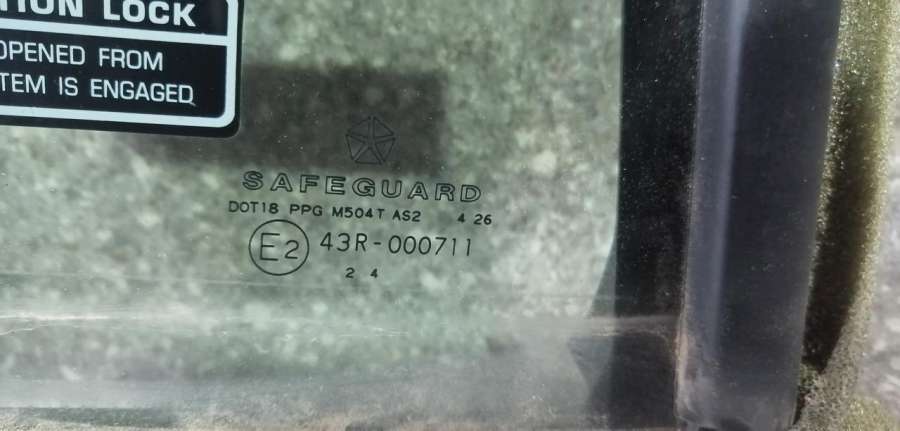 TION LOCK
OPENED FROM
TEM IS ENGAGED
SAFEGUARD
DOT18 PPG M504T AS2 4 26
E2 43R-000711
2 4